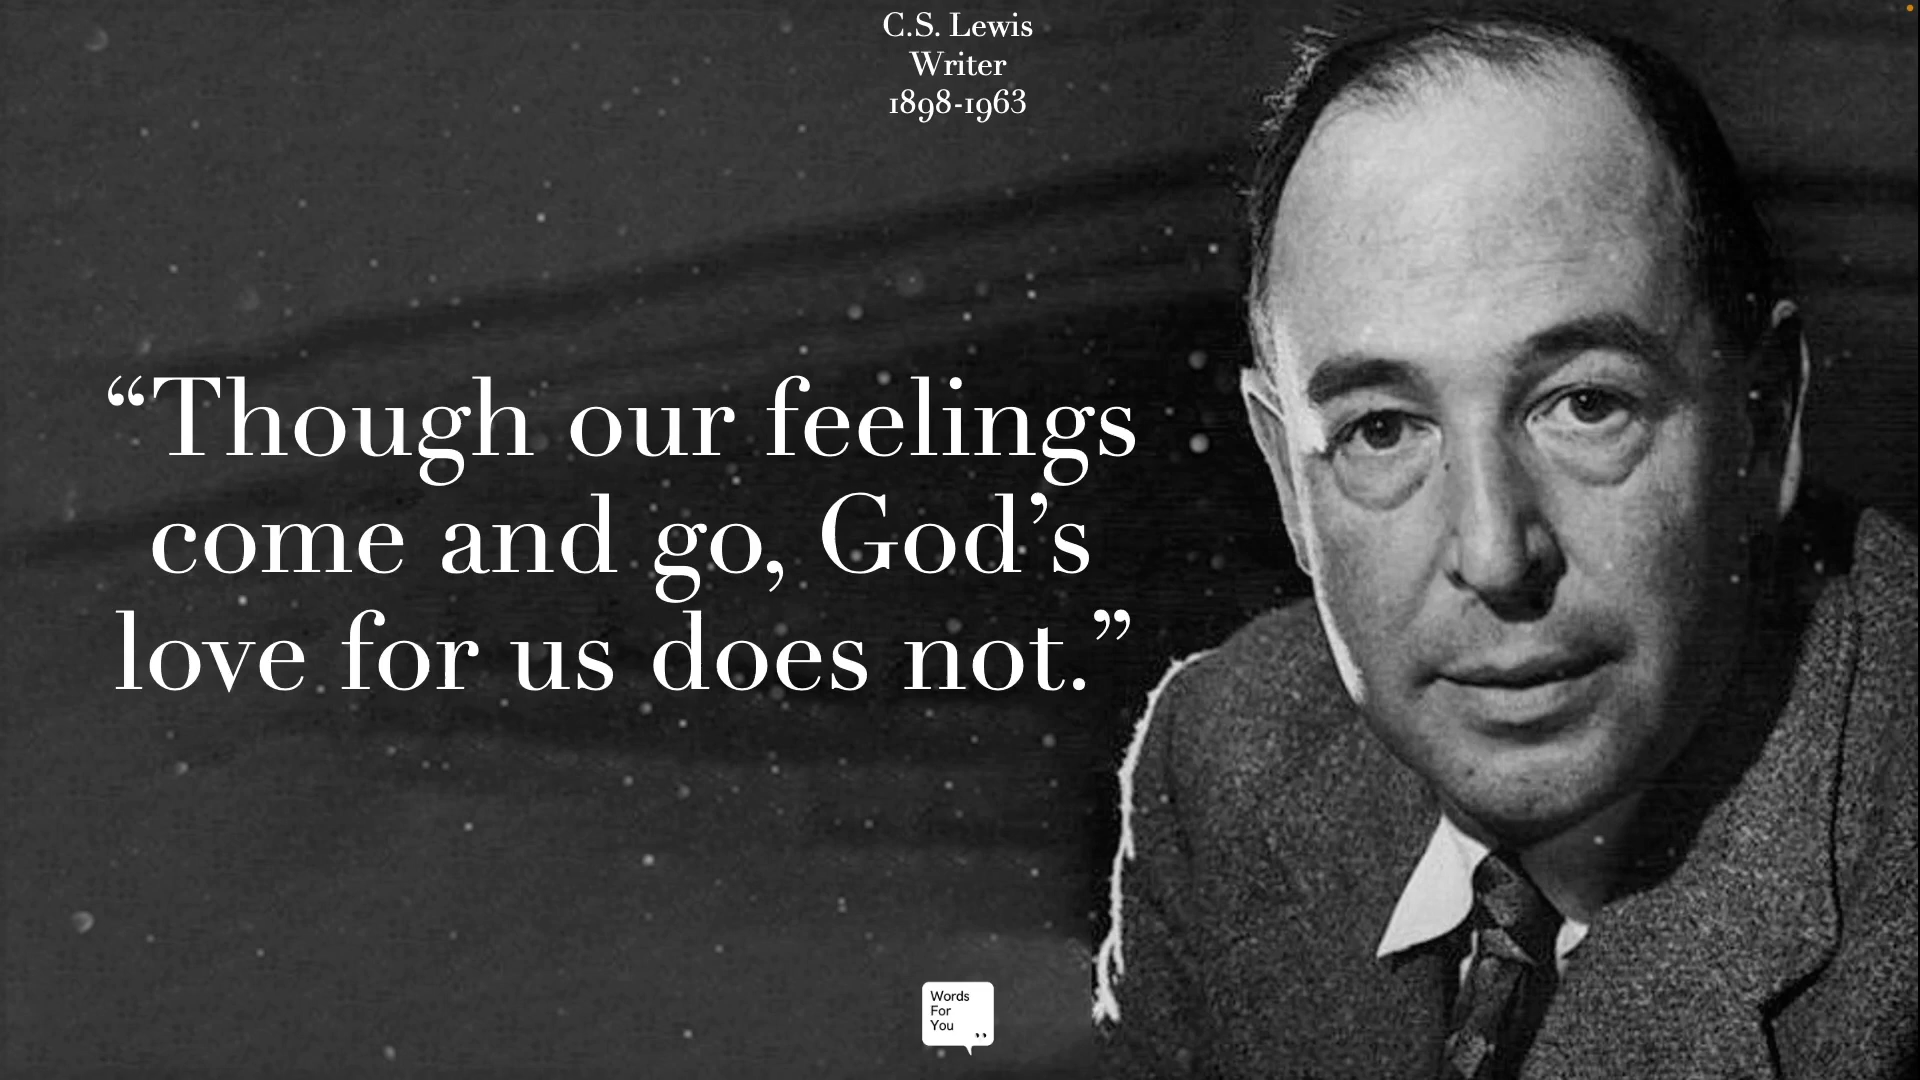 C.S. Lewis
Writer
1898-1963
“Though our feelings
come and go, God’s
love for us does not.”
Words
For
You
,,